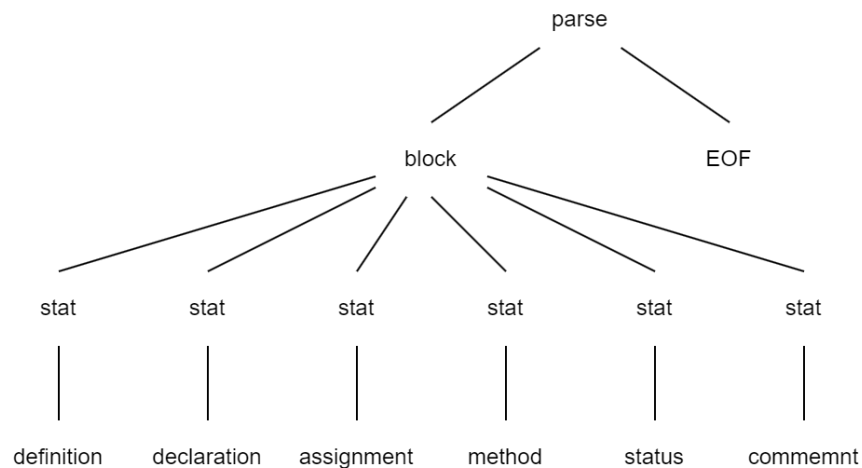 parse
block EOF
stat stat stat stat stat stat
definition declaration assignment method status commemnt